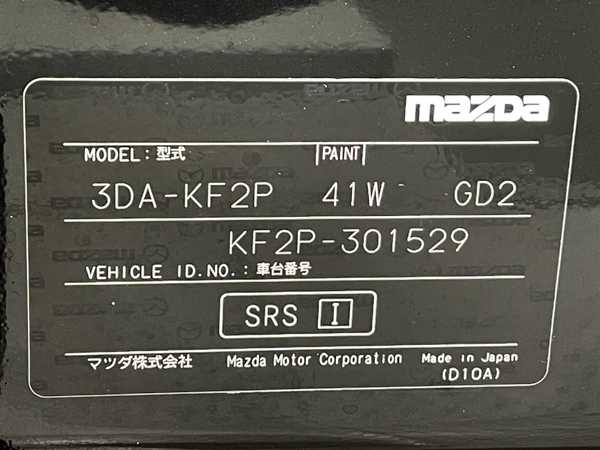 mazda
MODEL: 型式 PAINT
3DA-KF2P 41W GD2
KF2P-301529
VEHICLE ID.NO.: 車台番号
SRS I
マツダ株式会社 Mazda Motor Corporation Made in Japan
(D10A)